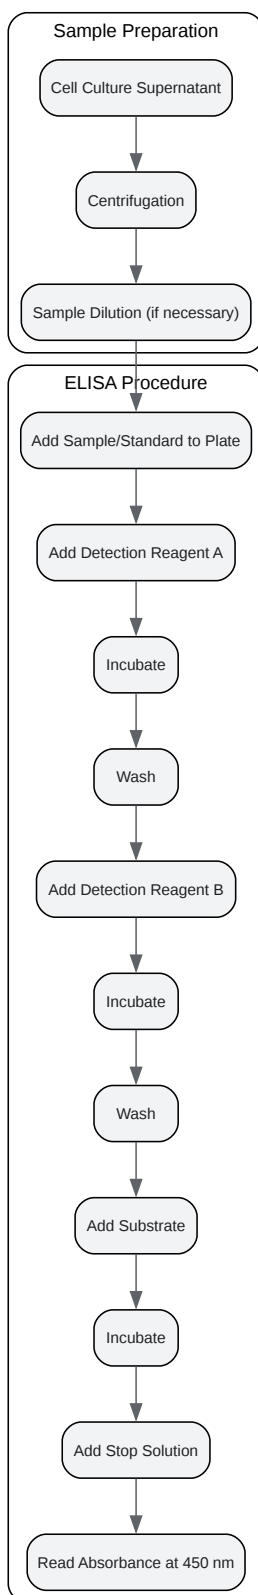 Sample Preparation
Cell Culture Supernatant
Centrifugation
Sample Dilution (if necessary)
ELISA Procedure
Add Sample/Standard to Plate
Add Detection Reagent A
Incubate
Wash
Add Detection Reagent B
Incubate
Wash
Add Substrate
Incubate
Add Stop Solution
Read Absorbance at 450 nm